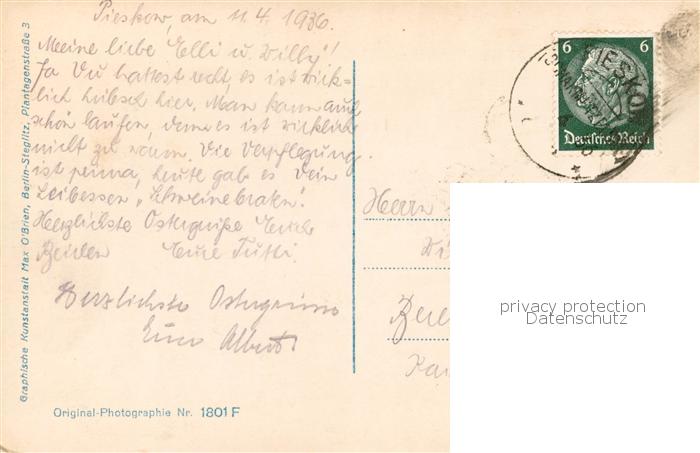 Pieskow, am 11.4.1936.
Meine liebe Elli u. Willy!
Ja Du hattest recht, es ist wirk-
lich hübsch hier. Man kann auch
schön laufen, denn es ist wirklich
nicht zu warm. Die Verpflegung
ist prima, heute gab es Dein
Leibessen „Schweinebraten".
Herzlichste Ostergrüße Euch
Beiden Eure Tutti.
Herzlichste Ostergrüsse
Euer Albert
Graphische Kunstanstalt Max O'Brien, Berlin-Steglitz, Plantagenstraße 3
Original-Photographie Nr. 1801 F
6 6
Deutsches Reich
PIESKOW
Herrn
privacy protection
Datenschutz